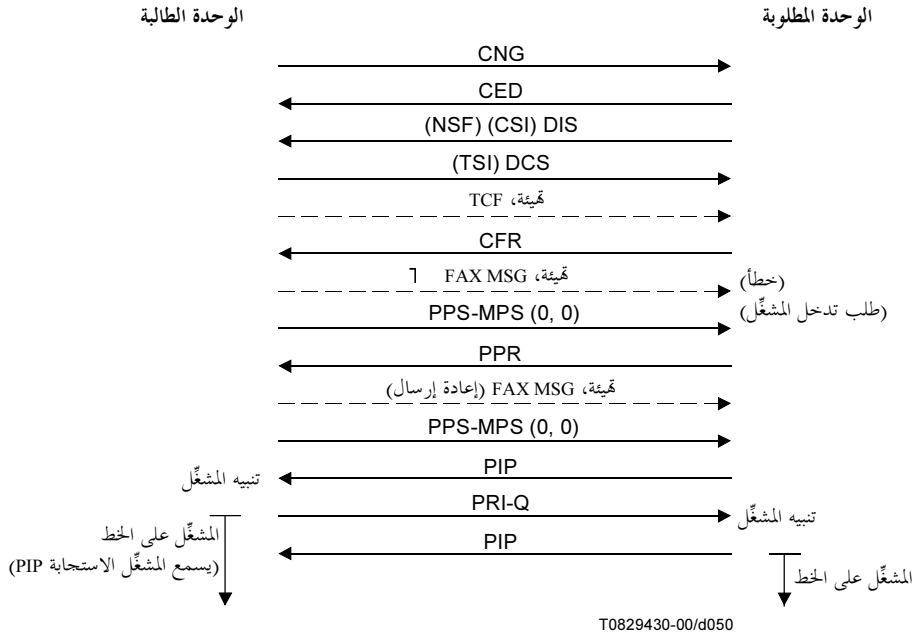 الوحدة المطلوبة
الوحدة الطالبة
CNG
CED
(NSF) (CSI) DIS
(TSI) DCS
تهيئة، TCF
CFR
تهيئة، FAX MSG ٦
(خطأ)
(طلب تدخل المشغِّل)
PPS-MPS (0, 0)
PPR
تهيئة، FAX MSG (إعادة إرسال)
PPS-MPS (0, 0)
PIP
تنبيه المشغِّل
PRI-Q
تنبيه المشغِّل
المشغِّل على الخط
(يسمع المشغِّل الاستجابة PIP)
PIP
المشغِّل على الخط
T0829430-00/d050